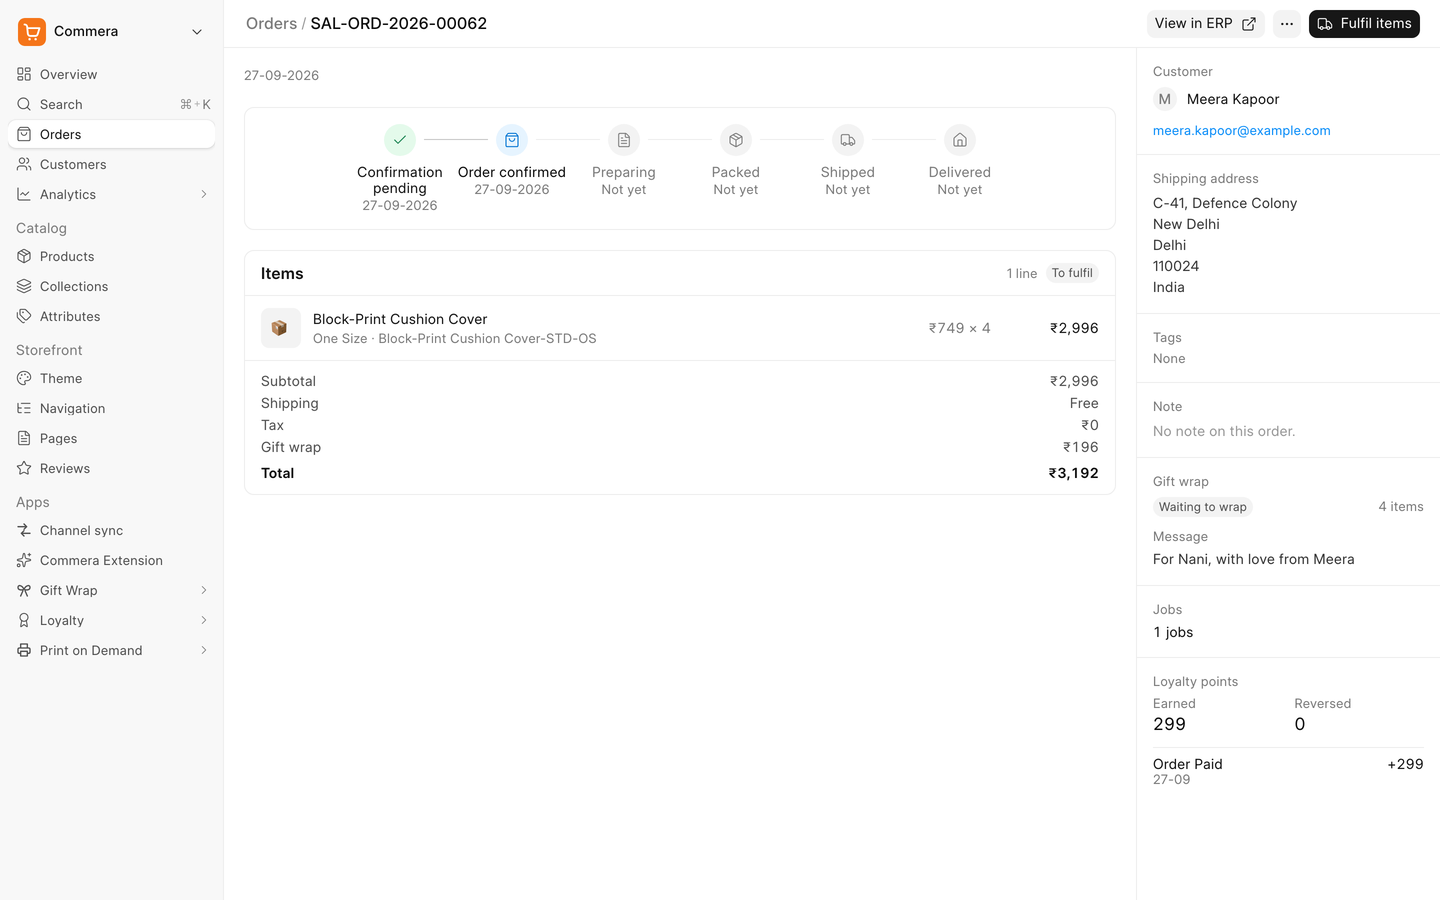 Commera
Overview
Search ⌘+K
Orders
Customers
Analytics
Catalog
Products
Collections
Attributes
Storefront
Theme
Navigation
Pages
Reviews
Apps
Channel sync
Commera Extension
Gift Wrap
Loyalty
Print on Demand
Orders / SAL-ORD-2026-00062
View in ERP
Fulfil items
27-09-2026
Confirmation pending
27-09-2026
Order confirmed
27-09-2026
Preparing
Not yet
Packed
Not yet
Shipped
Not yet
Delivered
Not yet
Items 1 line To fulfil
Block-Print Cushion Cover ₹749 × 4 ₹2,996
One Size · Block-Print Cushion Cover-STD-OS
Subtotal ₹2,996
Shipping Free
Tax ₹0
Gift wrap ₹196
Total ₹3,192
Customer
M Meera Kapoor
meera.kapoor@example.com
Shipping address
C-41, Defence Colony
New Delhi
Delhi
110024
India
Tags
None
Note
No note on this order.
Gift wrap
Waiting to wrap 4 items
Message
For Nani, with love from Meera
Jobs
1 jobs
Loyalty points
Earned Reversed
299 0
Order Paid +299
27-09